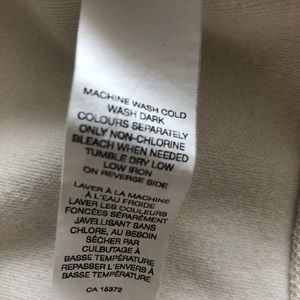 MACHINE WASH COLD
WASH DARK
COLOURS SEPARATELY
ONLY NON-CHLORINE
BLEACH WHEN NEEDED
TUMBLE DRY LOW
LOW IRON
ON REVERSE SIDE
LAVER À LA MACHINE
À L'EAU FROIDE
LAVER LES COULEURS
FONCÉES SÉPARÉMENT
JAVELLISANT SANS
CHLORE, AU BESOIN
SÉCHER PAR
CULBUTAGE À
BASSE TEMPÉRATURE
REPASSER L'ENVERS À
BASSE TEMPÉRATURE
CA 15372